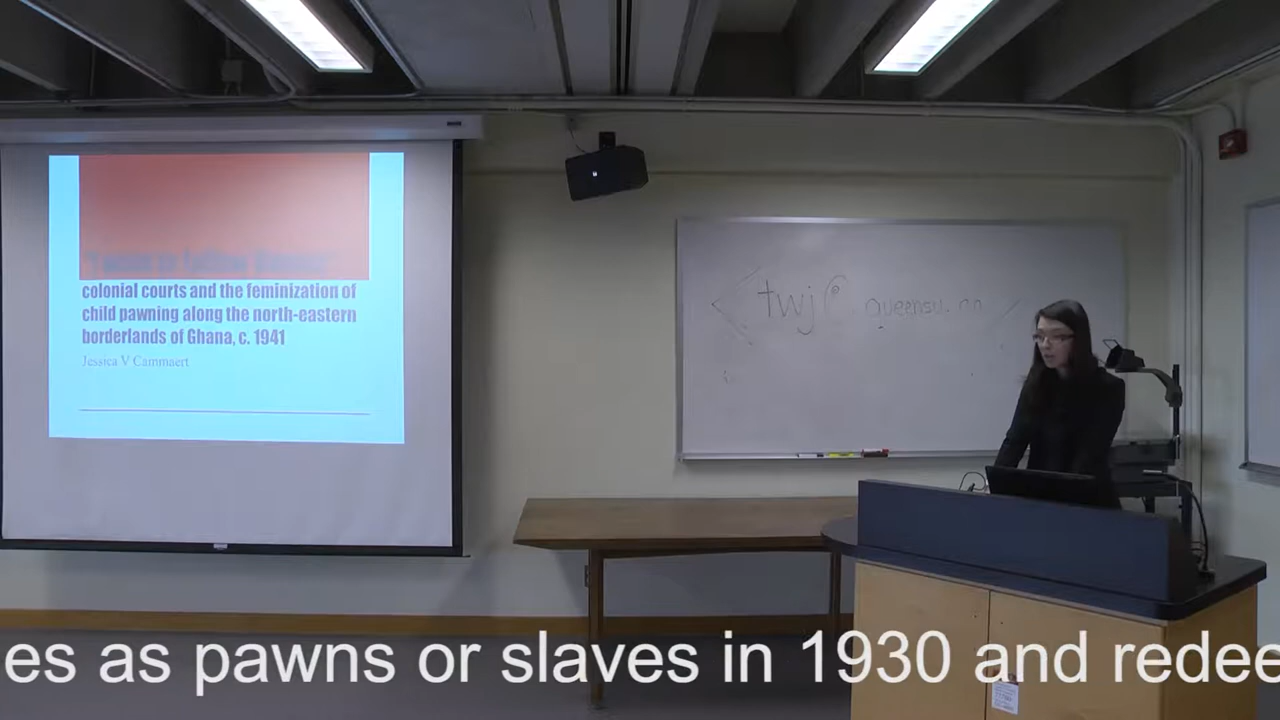 colonial courts and the feminization of
child pawning along the north-eastern
borderlands of Ghana, c. 1941
Jessica V Cammaert
twj@ queensu.ca
es as pawns or slaves in 1930 and redee